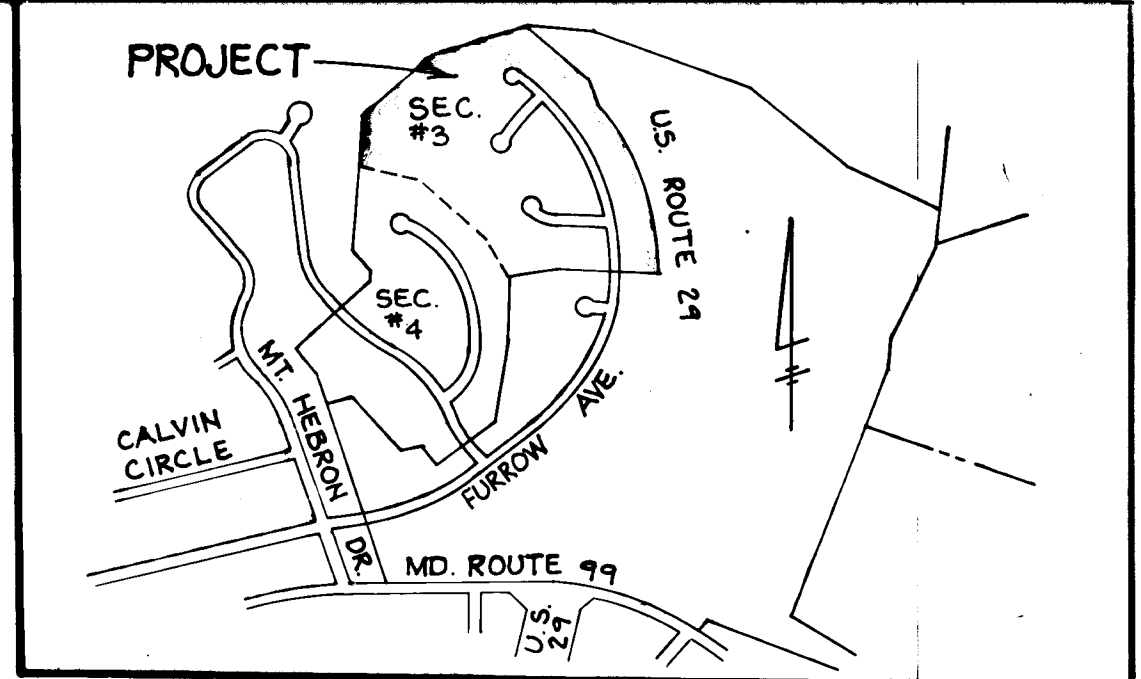 PROJECT
SEC.
#3
U.S. ROUTE 29
SEC.
#4
MT. HEBRON DR.
CALVIN
CIRCLE
FURROW AVE.
MD. ROUTE 99
U.S.
29